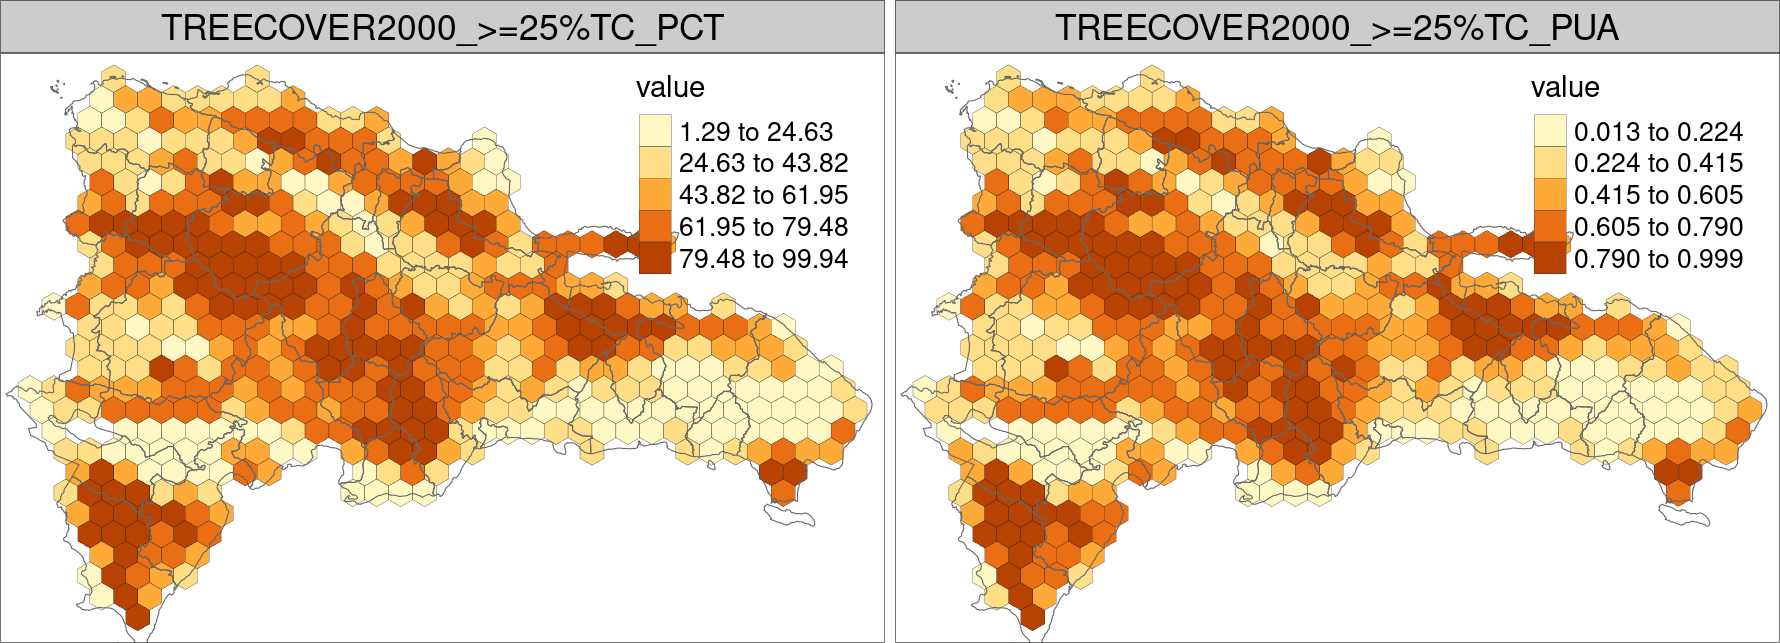 TREECOVER2000_>=25%TC_PCT
value
1.29 to 24.63
24.63 to 43.82
43.82 to 61.95
61.95 to 79.48
79.48 to 99.94
TREECOVER2000_>=25%TC_PUA
value
0.013 to 0.224
0.224 to 0.415
0.415 to 0.605
0.605 to 0.790
0.790 to 0.999